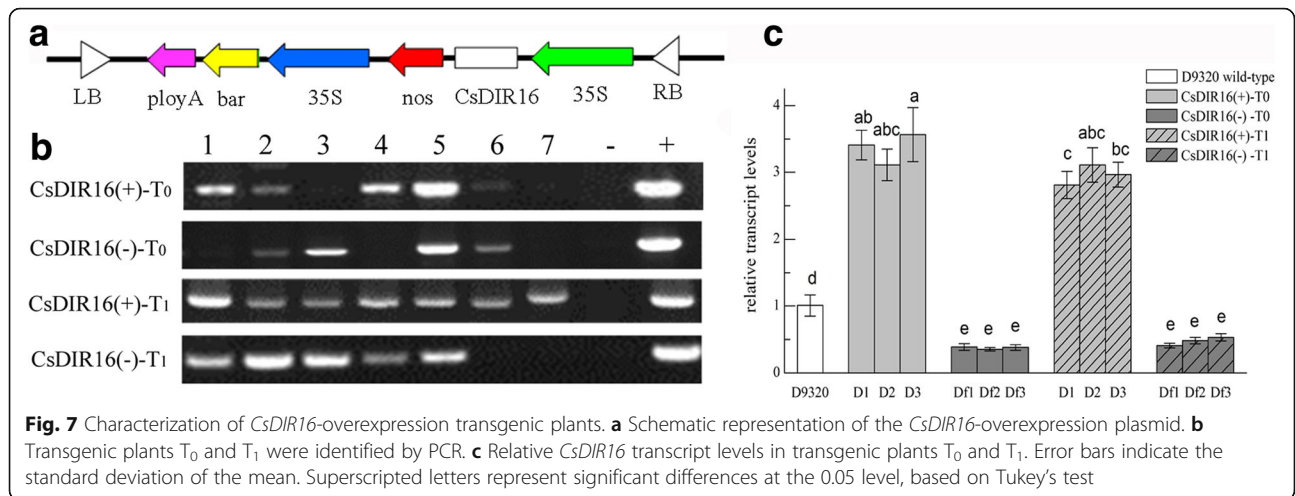 a
LB ployA bar 35S nos CsDIR16 35S RB
b
1 2 3 4 5 6 7 - +
CsDIR16(+)-T0
CsDIR16(-)-T0
CsDIR16(+)-T1
CsDIR16(-)-T1
c
D9320 wild-type
CsDIR16(+)-T0
CsDIR16(-)-T0
CsDIR16(+)-T1
CsDIR16(-) -T1
relative transcript levels
4
3
2
1
0
d ab abc a e e e c abc bc e e e
D9320 D1 D2 D3 Df1 Df2 Df3 D1 D2 D3 Df1 Df2 Df3
Fig. 7 Characterization of CsDIR16-overexpression transgenic plants. a Schematic representation of the CsDIR16-overexpression plasmid. b
Transgenic plants T0 and T1 were identified by PCR. c Relative CsDIR16 transcript levels in transgenic plants T0 and T1. Error bars indicate the
standard deviation of the mean. Superscripted letters represent significant differences at the 0.05 level, based on Tukey's test